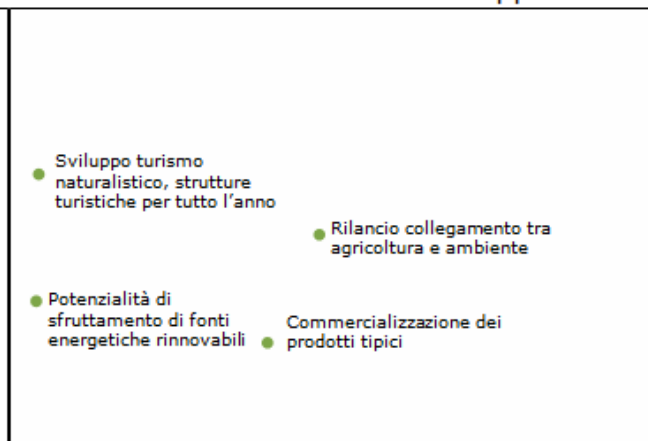 Sviluppo turismo
naturalistico, strutture
turistiche per tutto l'anno
Rilancio collegamento tra
agricoltura e ambiente
Potenzialità di
sfruttamento di fonti
energetiche rinnovabili
Commercializzazione dei
prodotti tipici